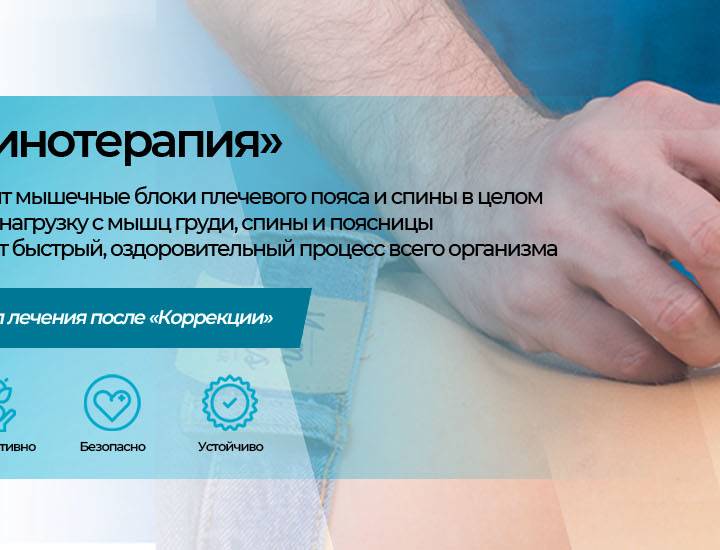 инотерапия»
т мышечные блоки плечевого пояса и спины в целом
нагрузку с мышц груди, спины и поясницы
т быстрый, оздоровительный процесс всего организма
лечения после «Коррекции»
тивно
Безопасно
Устойчиво